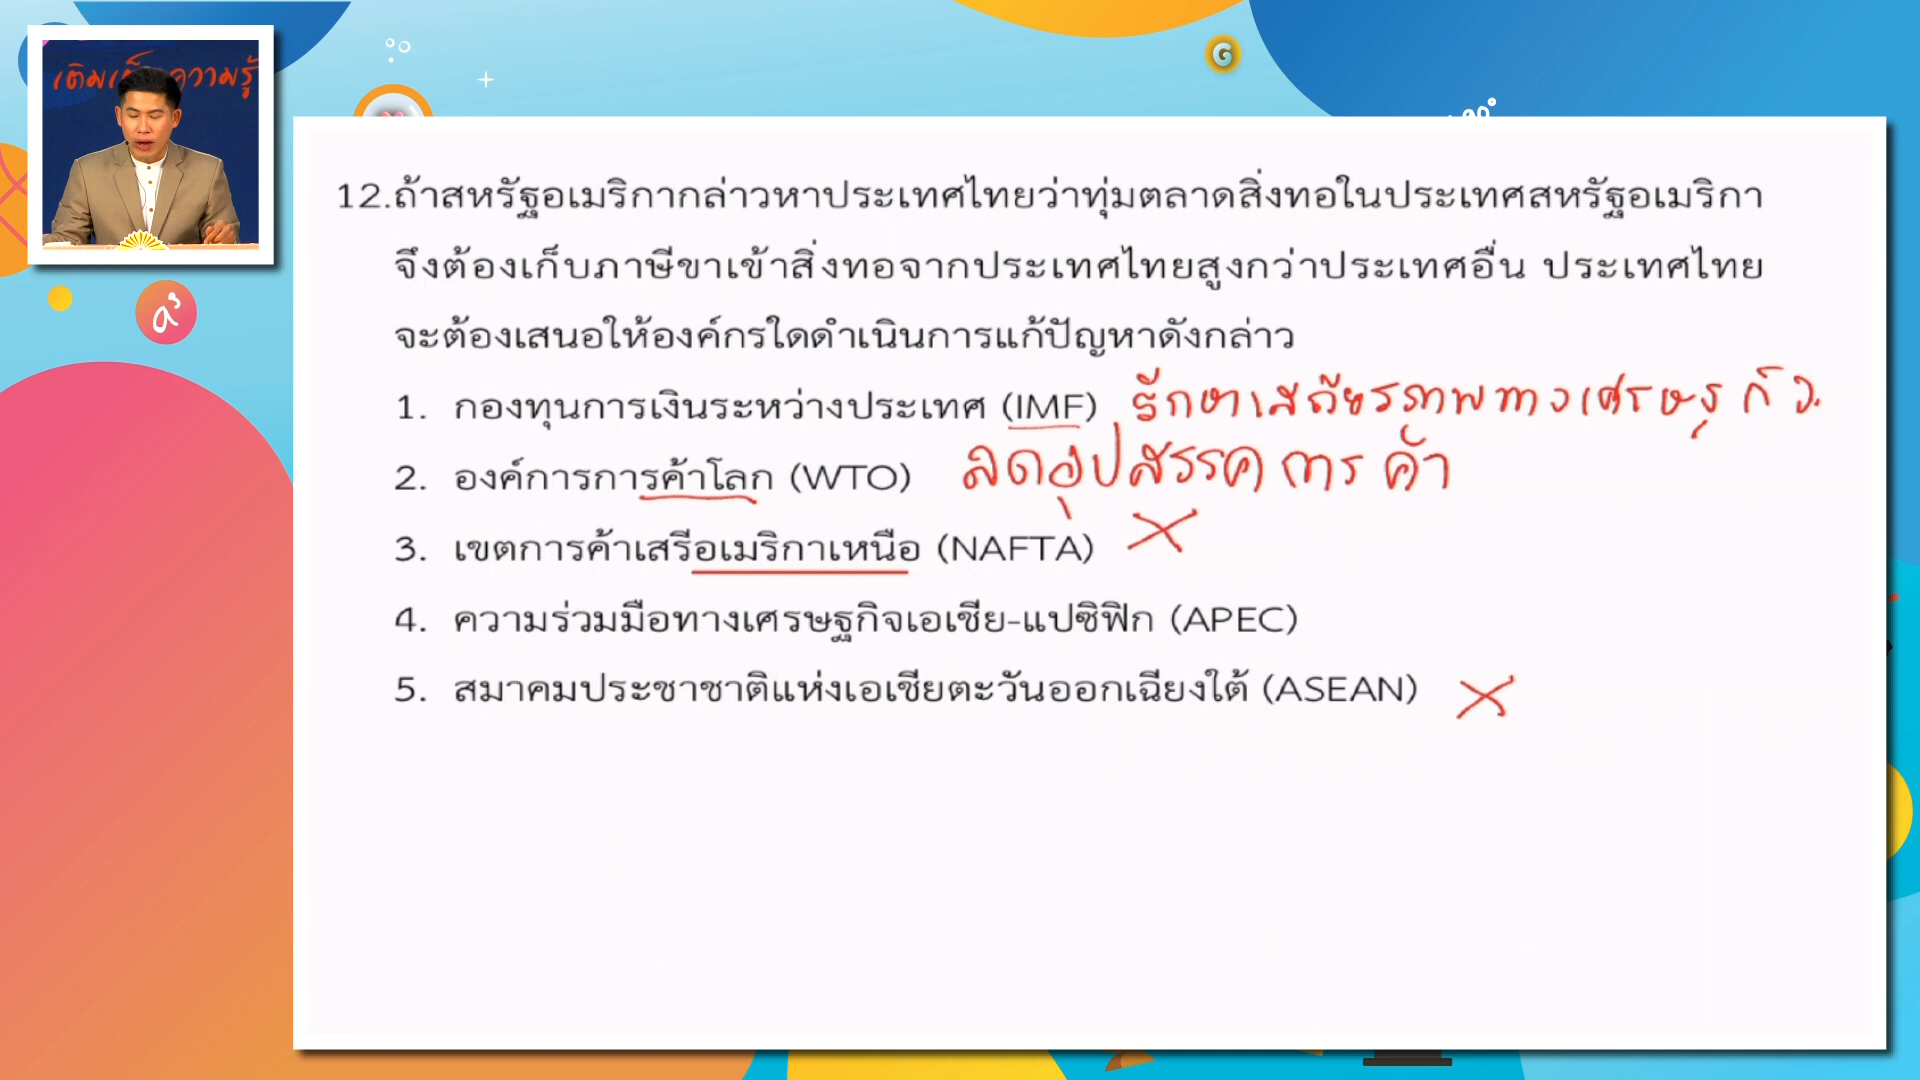 เติมเต็มความรู้
G
a³
12.ถ้าสหรัฐอเมริกากล่าวหาประเทศไทยว่าทุ่มตลาดสิ่งทอในประเทศสหรัฐอเมริกา
จึงต้องเก็บภาษีขาเข้าสิ่งทอจากประเทศไทยสูงกว่าประเทศอื่น ประเทศไทย
จะต้องเสนอให้องค์กรใดดำเนินการแก้ปัญหาดังกล่าว
1. กองทุนการเงินระหว่างประเทศ (IMF) รักษาเสถียรภาพทางเศรษฐกิจ.
2. องค์การการค้าโลก (WTO) ลดอุปสรรคการค้า
3. เขตการค้าเสรีอเมริกาเหนือ (NAFTA)
4. ความร่วมมือทางเศรษฐกิจเอเชีย-แปซิฟิก (APEC)
5. สมาคมประชาชาติแห่งเอเชียตะวันออกเฉียงใต้ (ASEAN)